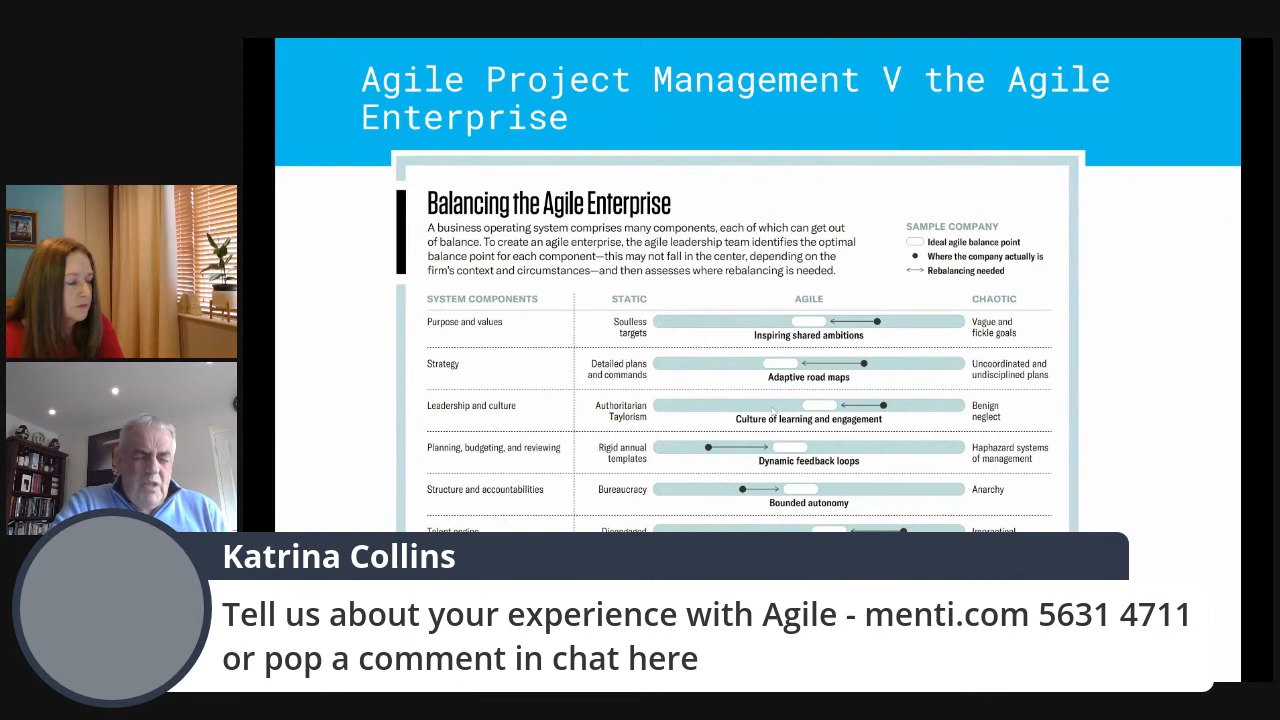 Agile Project Management V the Agile
Enterprise
Balancing the Agile Enterprise
A business operating system comprises many components, each of which can get out
of balance. To create an agile enterprise, the agile leadership team identifies the optimal
balance point for each component—this may not fall in the center, depending on the
firm's context and circumstances—and then assesses where rebalancing is needed.
SAMPLE COMPANY
Ideal agile balance point
Where the company actually is
Rebalancing needed
SYSTEM COMPONENTS
STATIC
AGILE
CHAOTIC
Purpose and values
Soulless
targets
Inspiring shared ambitions
Vague and
fickle goals
Strategy
Detailed plans
and commands
Adaptive road maps
Uncoordinated and
undisciplined plans
Leadership and culture
Authoritarian
Taylorism
Culture of learning and engagement
Benign
neglect
Planning, budgeting, and reviewing
Rigid annual
templates
Dynamic feedback loops
Haphazard systems
of management
Structure and accountabilities
Bureaucracy
Bounded autonomy
Anarchy
Talent engine
Disengaged
Impractical
Katrina Collins
Tell us about your experience with Agile - menti.com 5631 4711
or pop a comment in chat here